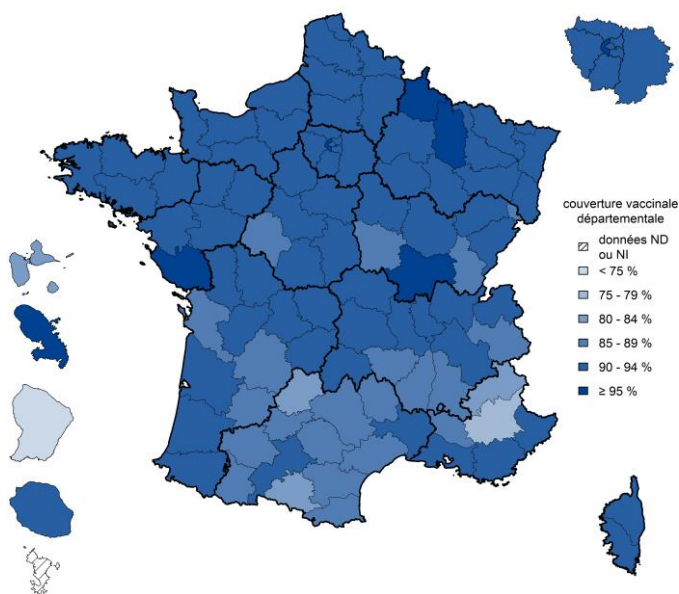 couverture vaccinale
départementale
données ND
ou NI
< 75 %
75 - 79 %
80 - 84 %
85 - 89 %
90 - 94 %
≥ 95 %